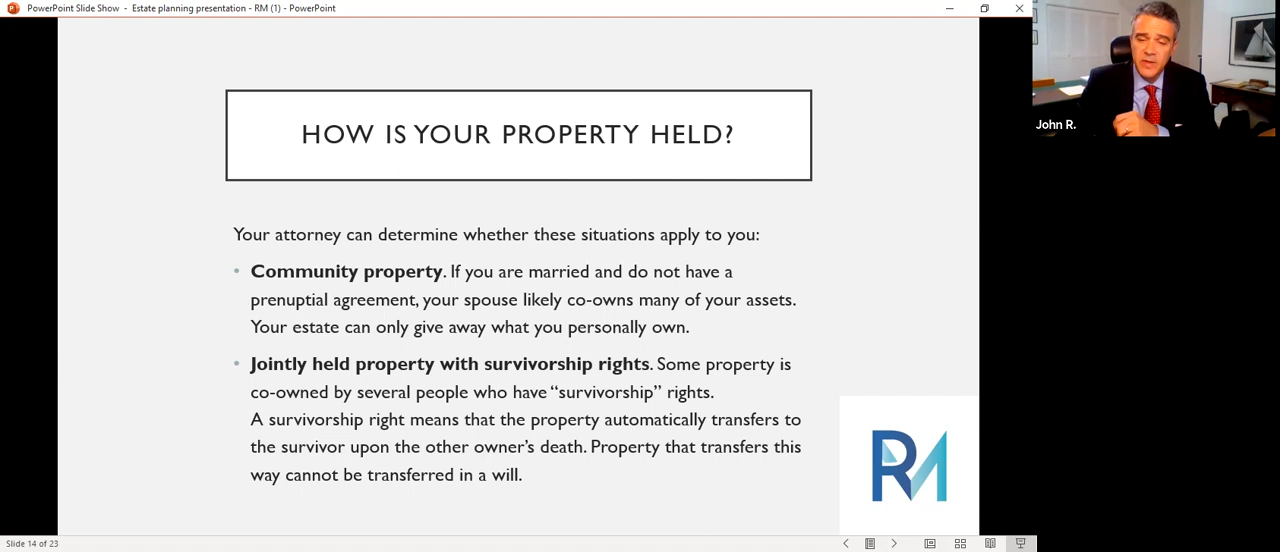 PowerPoint Slide Show - Estate planning presentation - RM (1) - PowerPoint
HOW IS YOUR PROPERTY HELD?
Your attorney can determine whether these situations apply to you:
• Community property. If you are married and do not have a
prenuptial agreement, your spouse likely co-owns many of your assets.
Your estate can only give away what you personally own.
• Jointly held property with survivorship rights. Some property is
co-owned by several people who have “survivorship” rights.
A survivorship right means that the property automatically transfers to
the survivor upon the other owner’s death. Property that transfers this
way cannot be transferred in a will.
RM
Slide 14 of 23
John R.